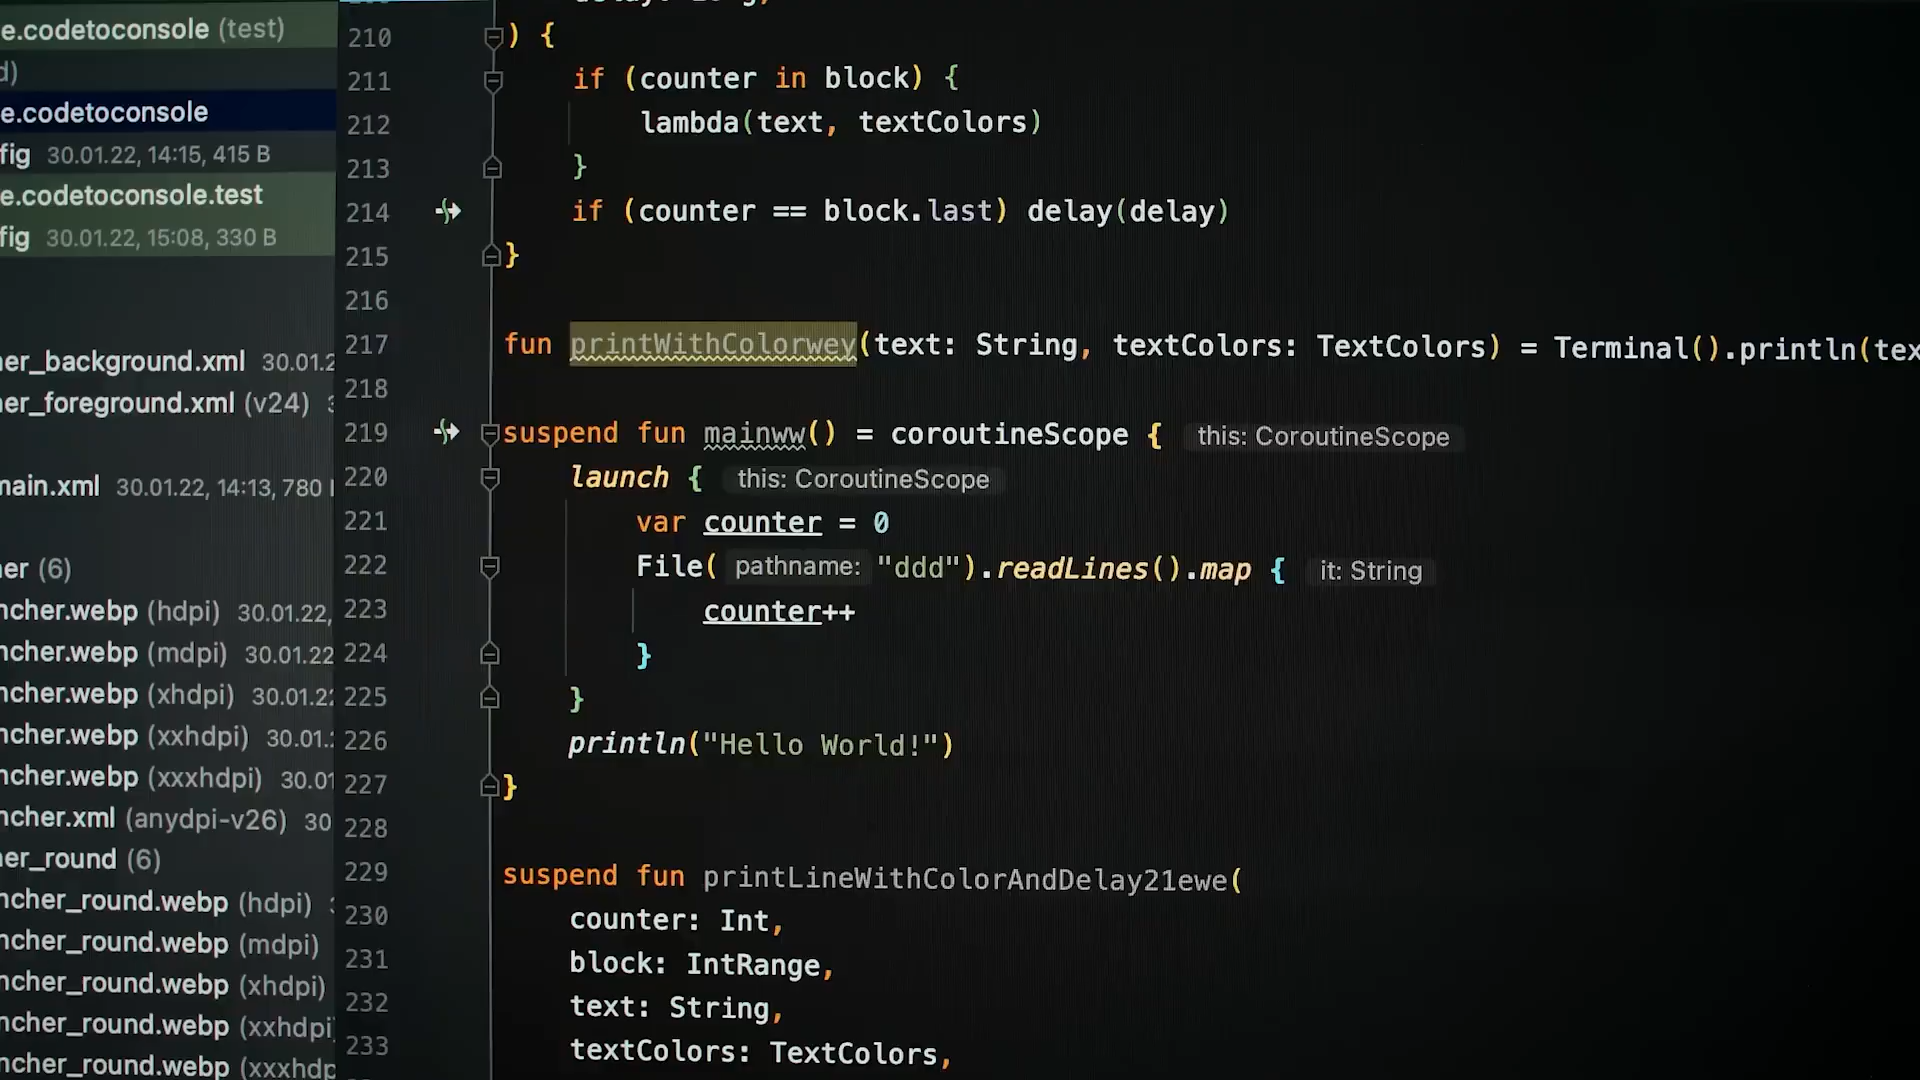 e.codetoconsole (test)
d)
e.codetoconsole
fig 30.01.22, 14:15, 415 B
e.codetoconsole.test
fig 30.01.22, 15:08, 330 B
er_background.xml 30.01.2
er_foreground.xml (v24)
main.xml 30.01.22, 14:13, 780
er (6)
ncher.webp (hdpi) 30.01.22,
ncher.webp (mdpi) 30.01.22
ncher.webp (xhdpi) 30.01.22
ncher.webp (xxhdpi) 30.01.
ncher.webp (xxxhdpi) 30.01
ncher.xml (anydpi-v26) 30
er_round (6)
ncher_round.webp (hdpi)
ncher_round.webp (mdpi)
ncher_round.webp (xhdpi)
ncher_round.webp (xxhdpi
ncher_round.webp (xxxhdp
210 ) {
211 if (counter in block) {
212 lambda(text, textColors)
213 }
214 if (counter == block.last) delay(delay)
215 }
216
217 fun printWithColorwey(text: String, textColors: TextColors) = Terminal().println(tex
218
219 suspend fun mainww() = coroutineScope { this: CoroutineScope
220 launch { this: CoroutineScope
221 var counter = 0
222 File( pathname: "ddd").readLines().map { it: String
223 counter++
224 }
225 }
226 println("Hello World!")
227 }
228
229 suspend fun printLineWithColorAndDelay21ewe(
230 counter: Int,
231 block: IntRange,
232 text: String,
233 textColors: TextColors,